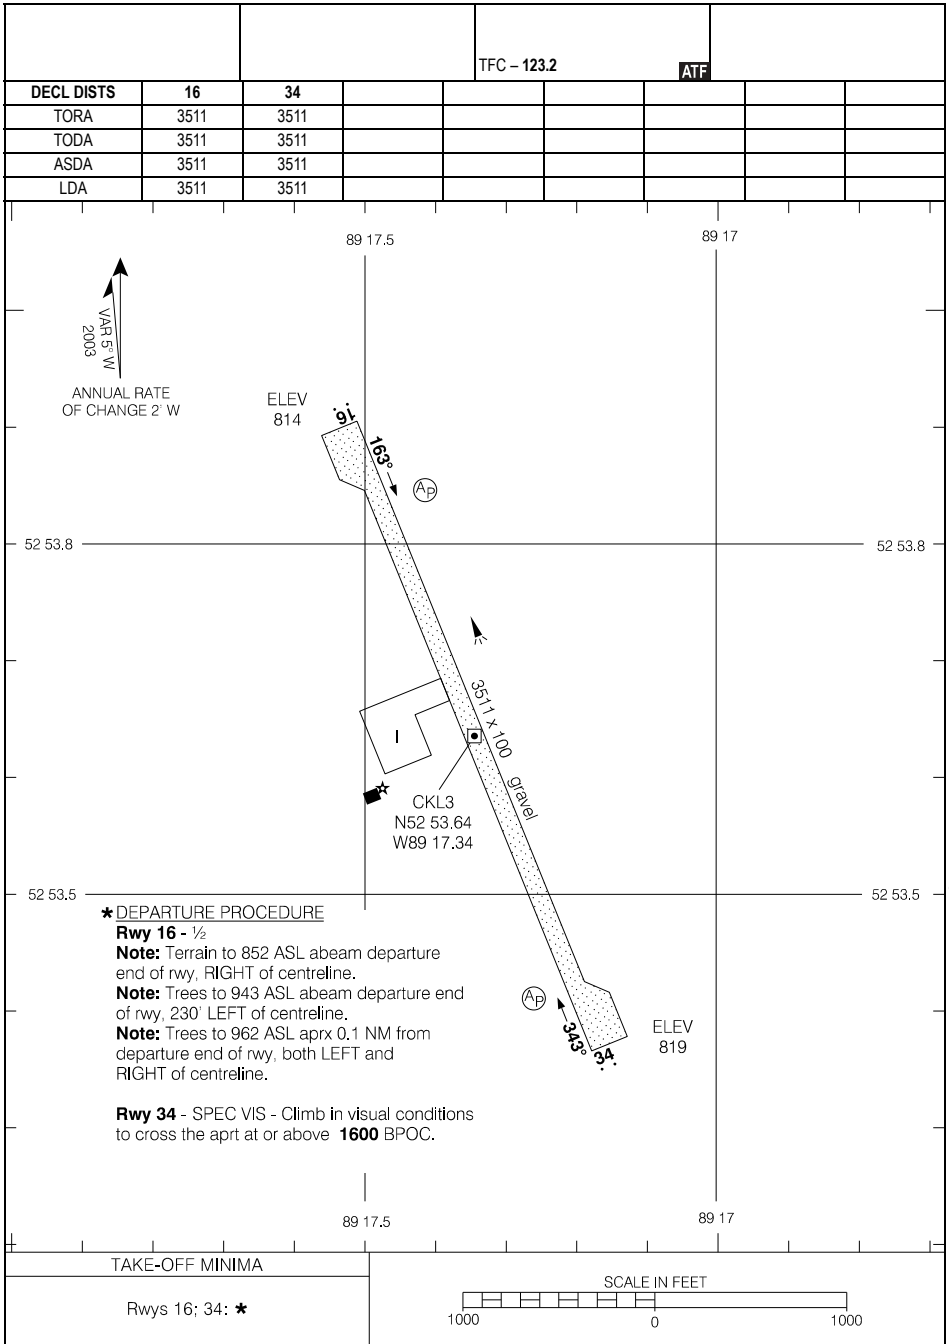 TFC – 123.2 ATF
DECL DISTS 16 34
TORA 3511 3511
TODA 3511 3511
ASDA 3511 3511
LDA 3511 3511
89 17.5 89 17
VAR 5° W
2003
ANNUAL RATE
OF CHANGE 2' W
ELEV
814
16
163°
AP
52 53.8 52 53.8
3511 x 100 gravel
I
CKL3
N52 53.64
W89 17.34
52 53.5 52 53.5
* DEPARTURE PROCEDURE
Rwy 16 - ½
Note: Terrain to 852 ASL abeam departure
end of rwy, RIGHT of centreline.
Note: Trees to 943 ASL abeam departure end
of rwy, 230' LEFT of centreline.
Note: Trees to 962 ASL aprx 0.1 NM from
departure end of rwy, both LEFT and
RIGHT of centreline.
Rwy 34 - SPEC VIS - Climb in visual conditions
to cross the aprt at or above 1600 BPOC.
AP
343°
34
ELEV
819
89 17.5 89 17
TAKE-OFF MINIMA
Rwys 16; 34: *
SCALE IN FEET
1000 0 1000